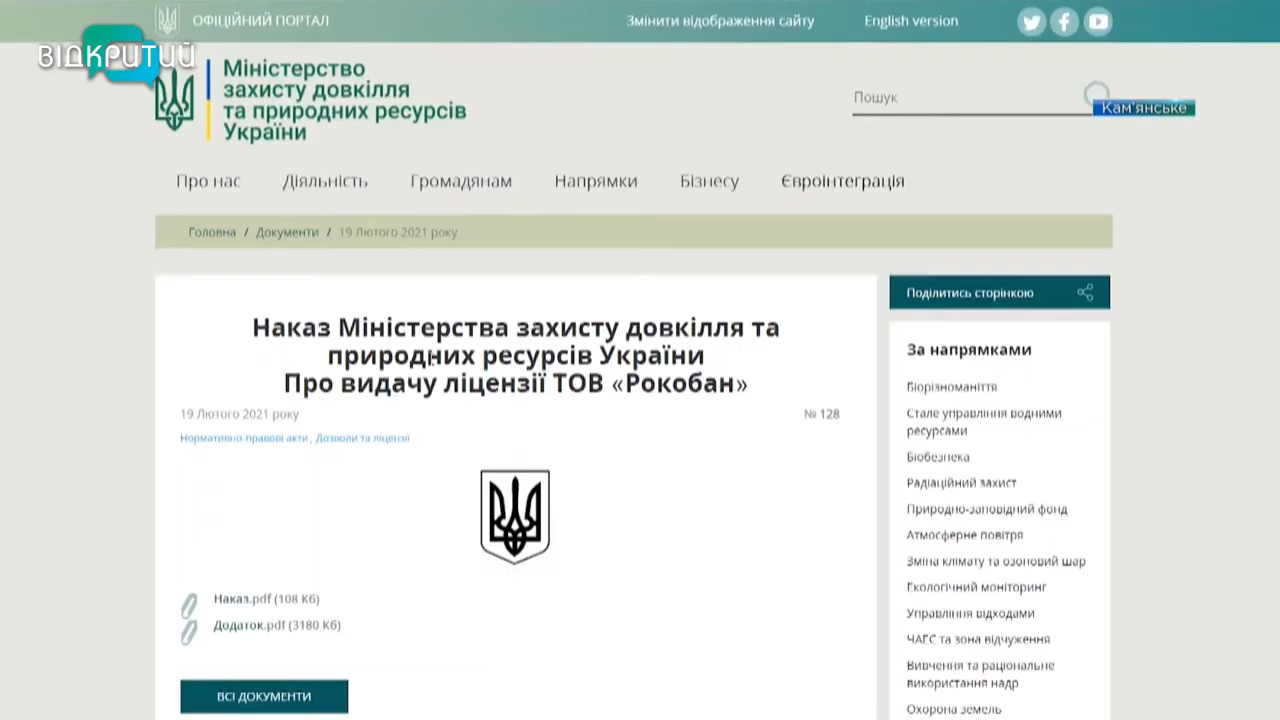 ОФІЦІЙНИЙ ПОРТАЛ
Змінити відображення сайту
English version
ВІДКРИТИЙ
Міністерство
захисту довкілля
та природних ресурсів
України
Пошук
Кам'янське
Про нас
Діяльність
Громадянам
Напрямки
Бізнесу
Євроінтеграція
Головна / Документи / 19 Лютого 2021 року
Наказ Міністерства захисту довкілля та
природних ресурсів України
Про видачу ліцензії ТОВ «Рокобан»
19 Лютого 2021 року
№ 128
Нормативно-правові акти, Дозволи та ліцензії
Наказ.pdf (108 Кб)
Додаток.pdf (3180 Кб)
ВСІ ДОКУМЕНТИ
Поділитись сторінкою
За напрямками
Біорізноманіття
Стале управління водними
ресурсами
Біобезпека
Радіаційний захист
Природно-заповідний фонд
Атмосферне повітря
Зміна клімату та озоновий шар
Екологічний моніторинг
Управління відходами
ЧАЕС та зона відчуження
Вивчення та раціональне
використання надр
Охорона земель